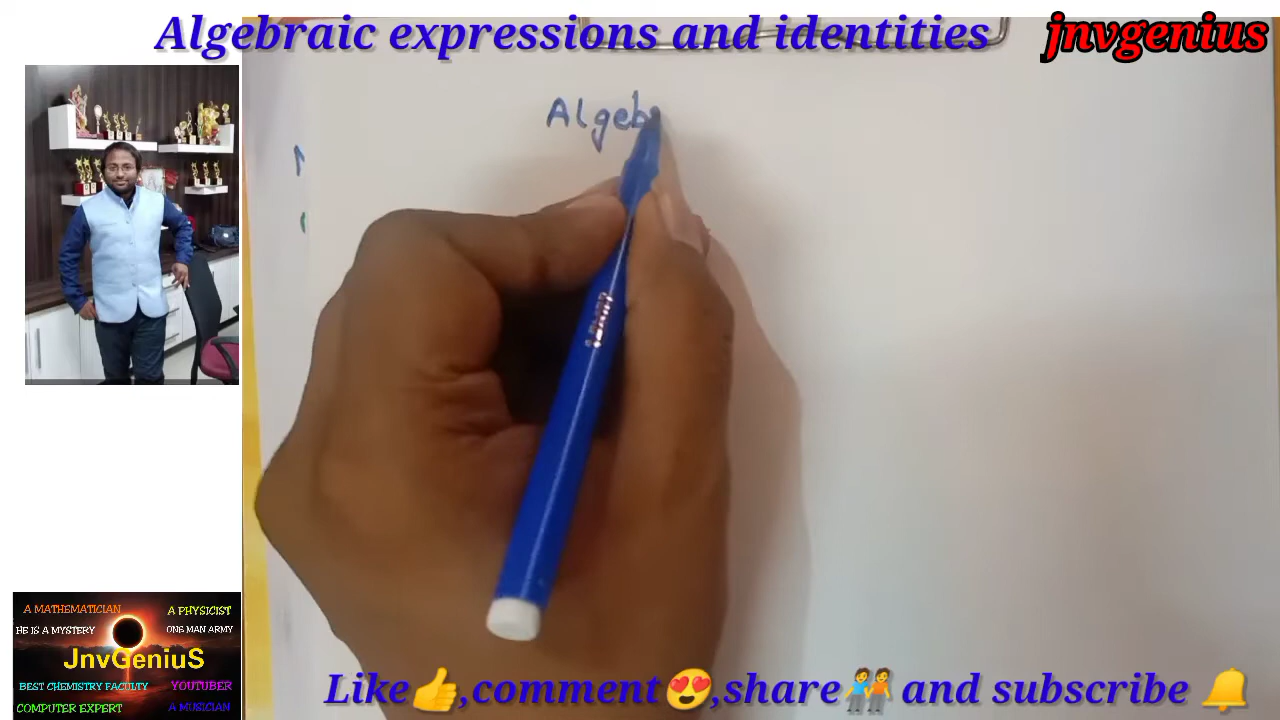 Algebraic expressions and identities
jnvgenius
Algeb
A MATHEMATICIAN
A PHYSICIST
HE IS A MYSTERY
ONE MAN ARMY
JnvGeniuS
BEST CHEMISTRY FACULTY
YOUTUBER
COMPUTER EXPERT
A MUSICIAN
Like👍,comment😍,share🧑‍🤝‍🧑 and subscribe 🔔